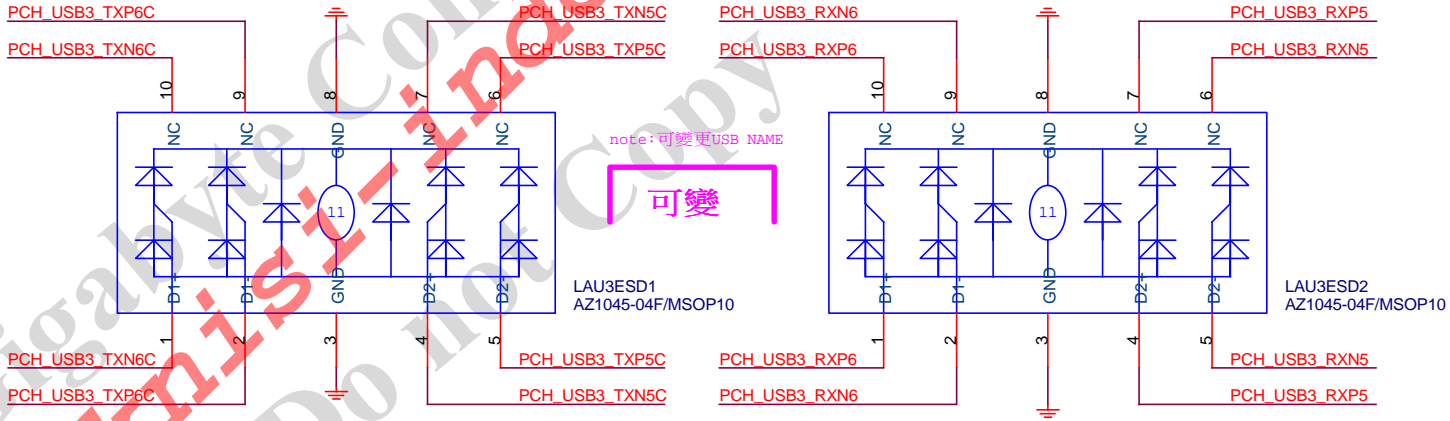 PCH_USB3_TXP6C
PCH_USB3_TXN5C
PCH_USB3_RXN6
PCH_USB3_RXP5
PCH_USB3_TXN6C
PCH_USB3_TXP5C
PCH_USB3_RXP6
PCH_USB3_RXN5
10 9 8 7 6
10 9 8 7 6
NC NC GND NC NC
NC NC GND NC NC
note:可變更USB NAME
可變
11
11
D1+ D1- GND D2+ D2-
D1+ D1- GND D2+ D2-
LAU3ESD1
AZ1045-04F/MSOP10
LAU3ESD2
AZ1045-04F/MSOP10
1 2 3 4 5
1 2 3 4 5
PCH_USB3_TXN6C
PCH_USB3_TXP5C
PCH_USB3_RXP6
PCH_USB3_RXN5
PCH_USB3_TXP6C
PCH_USB3_TXN5C
PCH_USB3_RXN6
PCH_USB3_RXP5
Do not Copy